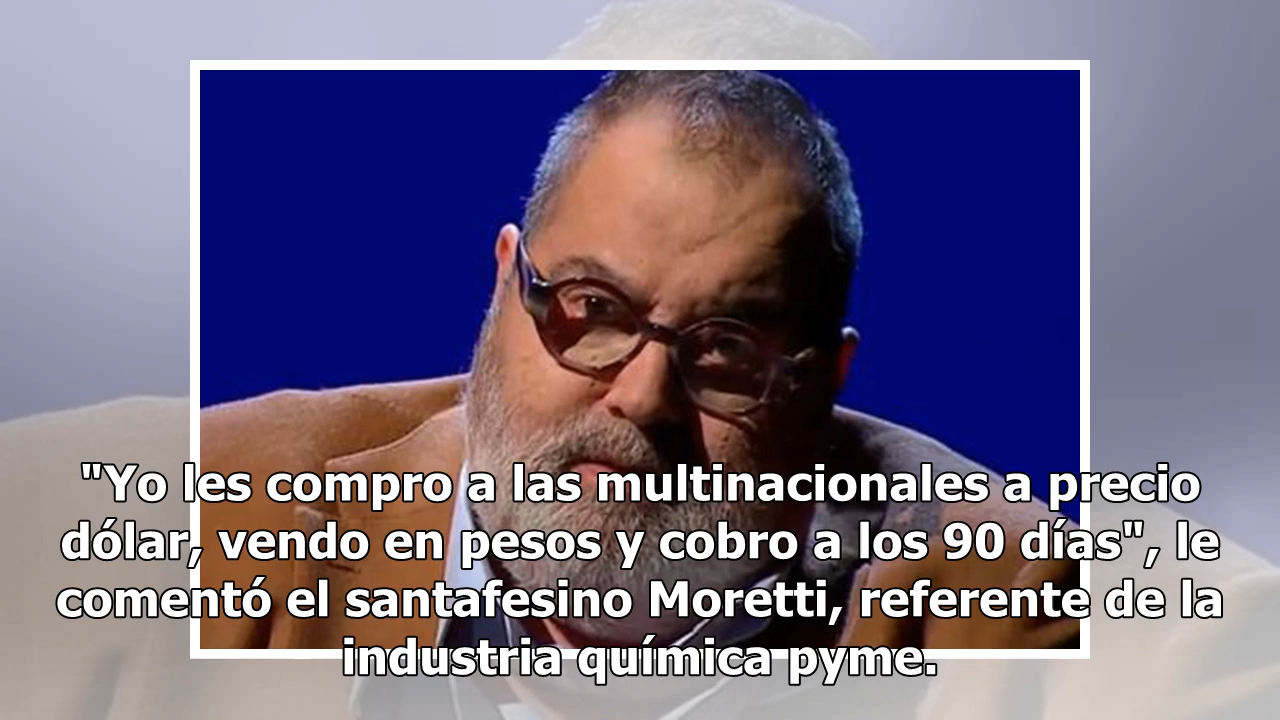 "Yo les compro a las multinacionales a precio
dólar, vendo en pesos y cobro a los 90 días", le
comentó el santafesino Moretti, referente de la
industria química pyme.